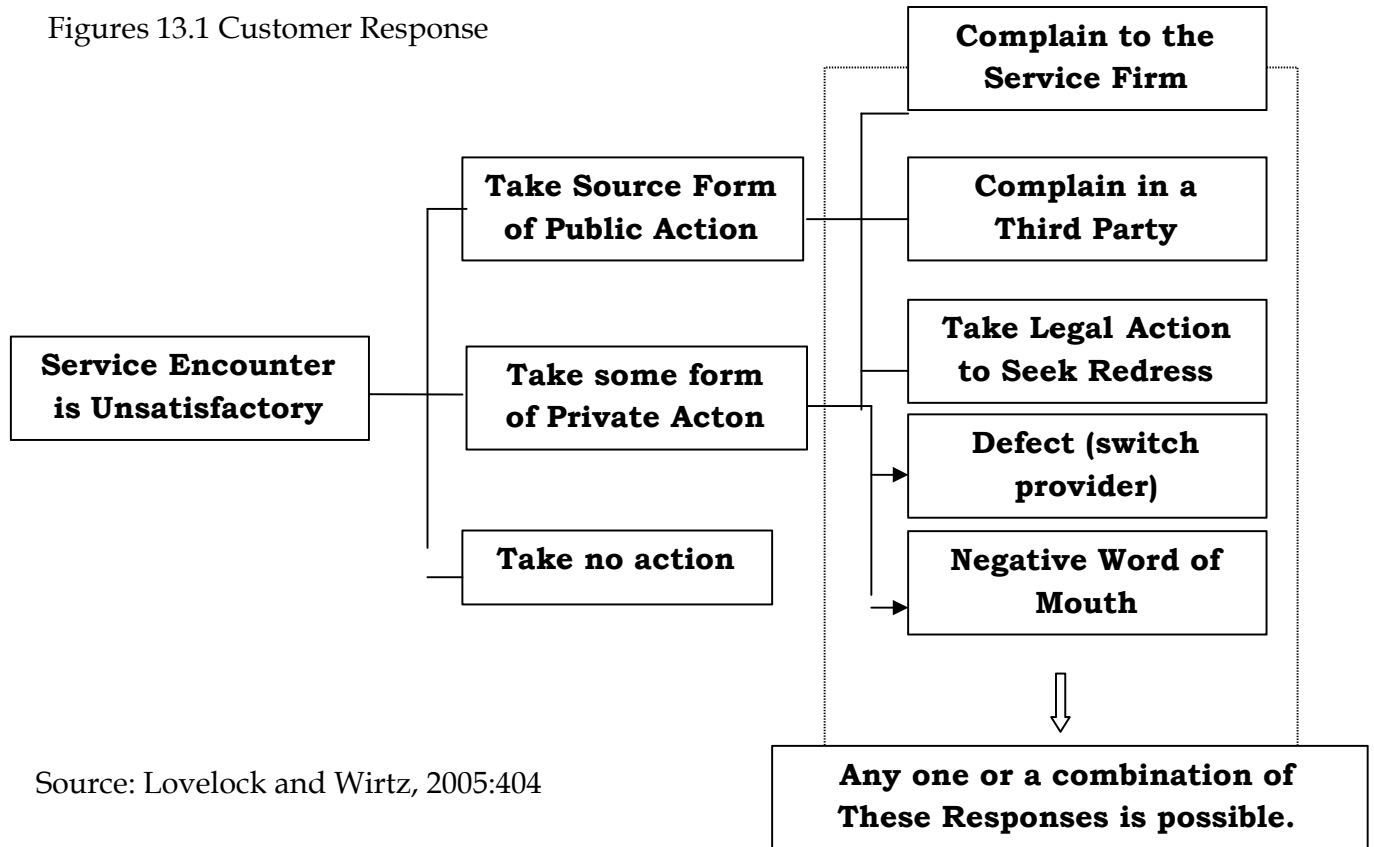 Figures 13.1 Customer Response
Complain to the
Service Firm
Take Source Form
of Public Action
Complain in a
Third Party
Take Legal Action
to Seek Redress
Service Encounter
is Unsatisfactory
Take some form
of Private Acton
Defect (switch
provider)
Take no action
Negative Word of
Mouth
Source: Lovelock and Wirtz, 2005:404
Any one or a combination of
These Responses is possible.